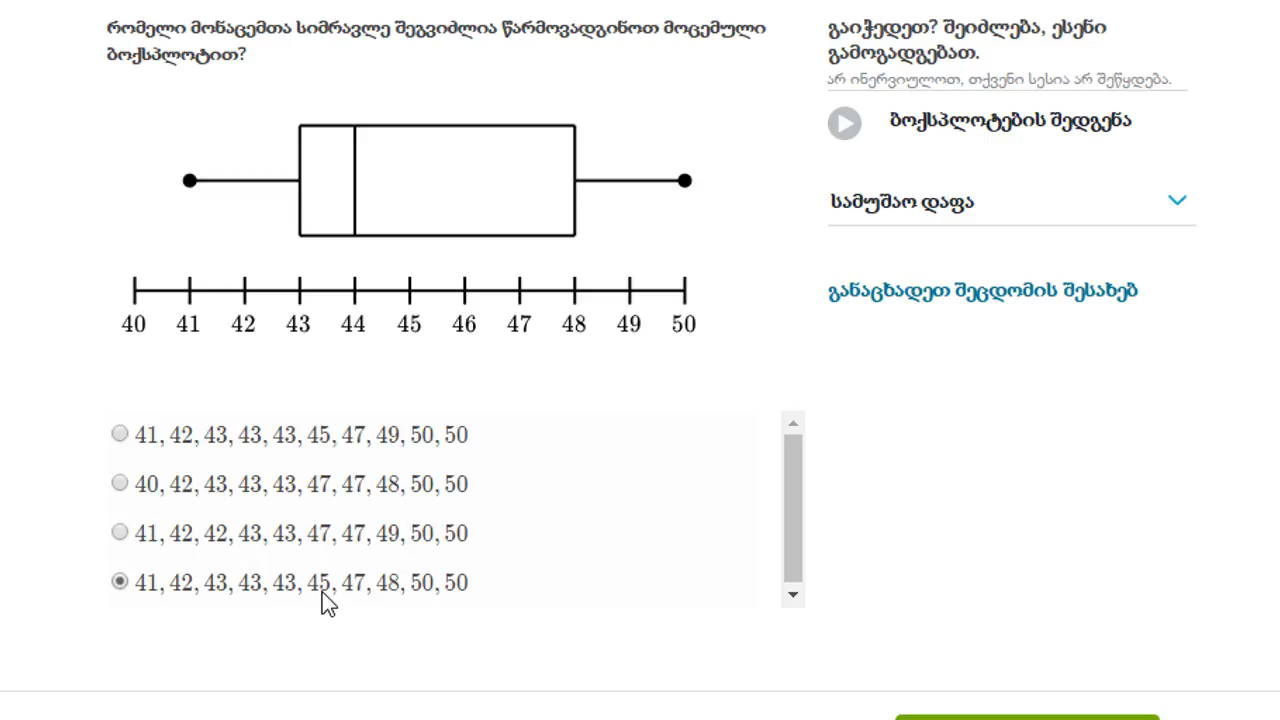 რომელი მონაცემთა სიმრავლე შეგვიძლია წარმოვადგინოთ მოცემული
ბოქსპლოტით?
40 41 42 43 44 45 46 47 48 49 50
41, 42, 43, 43, 43, 45, 47, 49, 50, 50
40, 42, 43, 43, 43, 47, 47, 48, 50, 50
41, 42, 42, 43, 43, 47, 47, 49, 50, 50
41, 42, 43, 43, 43, 45, 47, 48, 50, 50
გაიჭედეთ? შეიძლება, ესენი
გამოგადგებათ.
არ ინერვიულოთ, თქვენი სესია არ შეწყდება.
ბოქსპლოტების შედგენა
სამუშაო დაფა
განაცხადეთ შეცდომის შესახებ